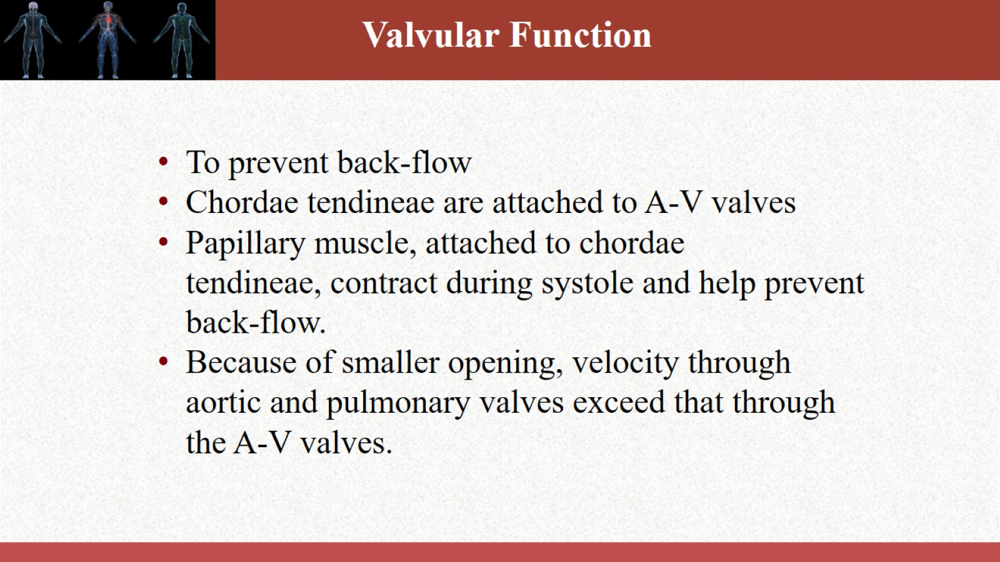 Valvular Function
• To prevent back-flow
• Chordae tendineae are attached to A-V valves
• Papillary muscle, attached to chordae
tendineae, contract during systole and help prevent
back-flow.
• Because of smaller opening, velocity through
aortic and pulmonary valves exceed that through
the A-V valves.